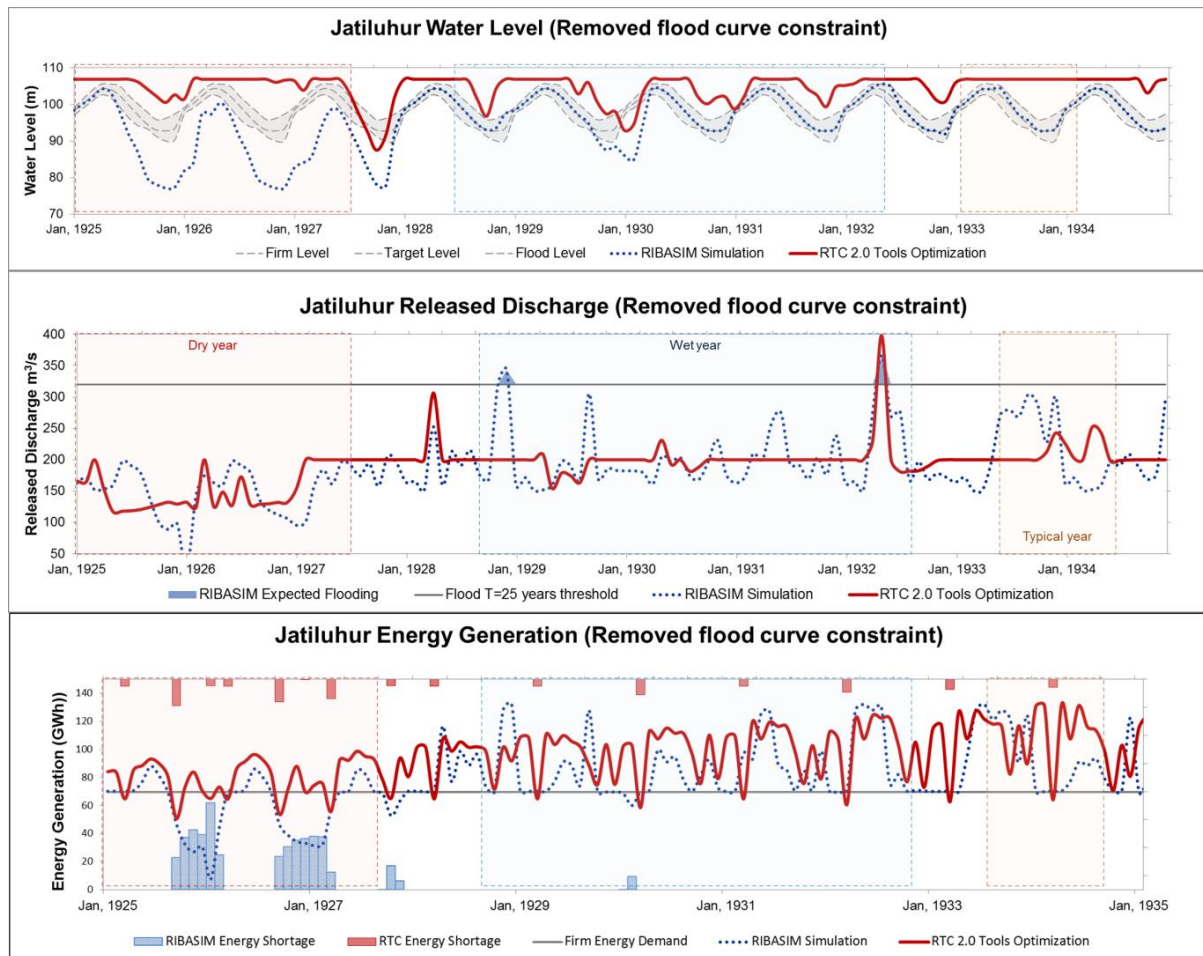 Jatiluhur Water Level (Removed flood curve constraint)
Water Level (m)
110
100
90
80
70
Jan, 1925 Jan, 1926 Jan, 1927 Jan, 1928 Jan, 1929 Jan, 1930 Jan, 1931 Jan, 1932 Jan, 1933 Jan, 1934
Firm Level Target Level Flood Level RIBASIM Simulation RTC 2.0 Tools Optimization
Jatiluhur Released Discharge (Removed flood curve constraint)
Released Discharge m³/s
400
350
300
250
200
150
100
50
Dry year Wet year
Typical year
Jan, 1925 Jan, 1926 Jan, 1927 Jan, 1928 Jan, 1929 Jan, 1930 Jan, 1931 Jan, 1932 Jan, 1933 Jan, 1934
RIBASIM Expected Flooding Flood T=25 years threshold RIBASIM Simulation RTC 2.0 Tools Optimization
Jatiluhur Energy Generation (Removed flood curve constraint)
Energy Generation (GWh))
140
120
100
80
60
40
20
0
Jan, 1925 Jan, 1927 Jan, 1929 Jan, 1931 Jan, 1933 Jan, 1935
RIBASIM Energy Shortage RTC Energy Shortage Firm Energy Demand RIBASIM Simulation RTC 2.0 Tools Optimization